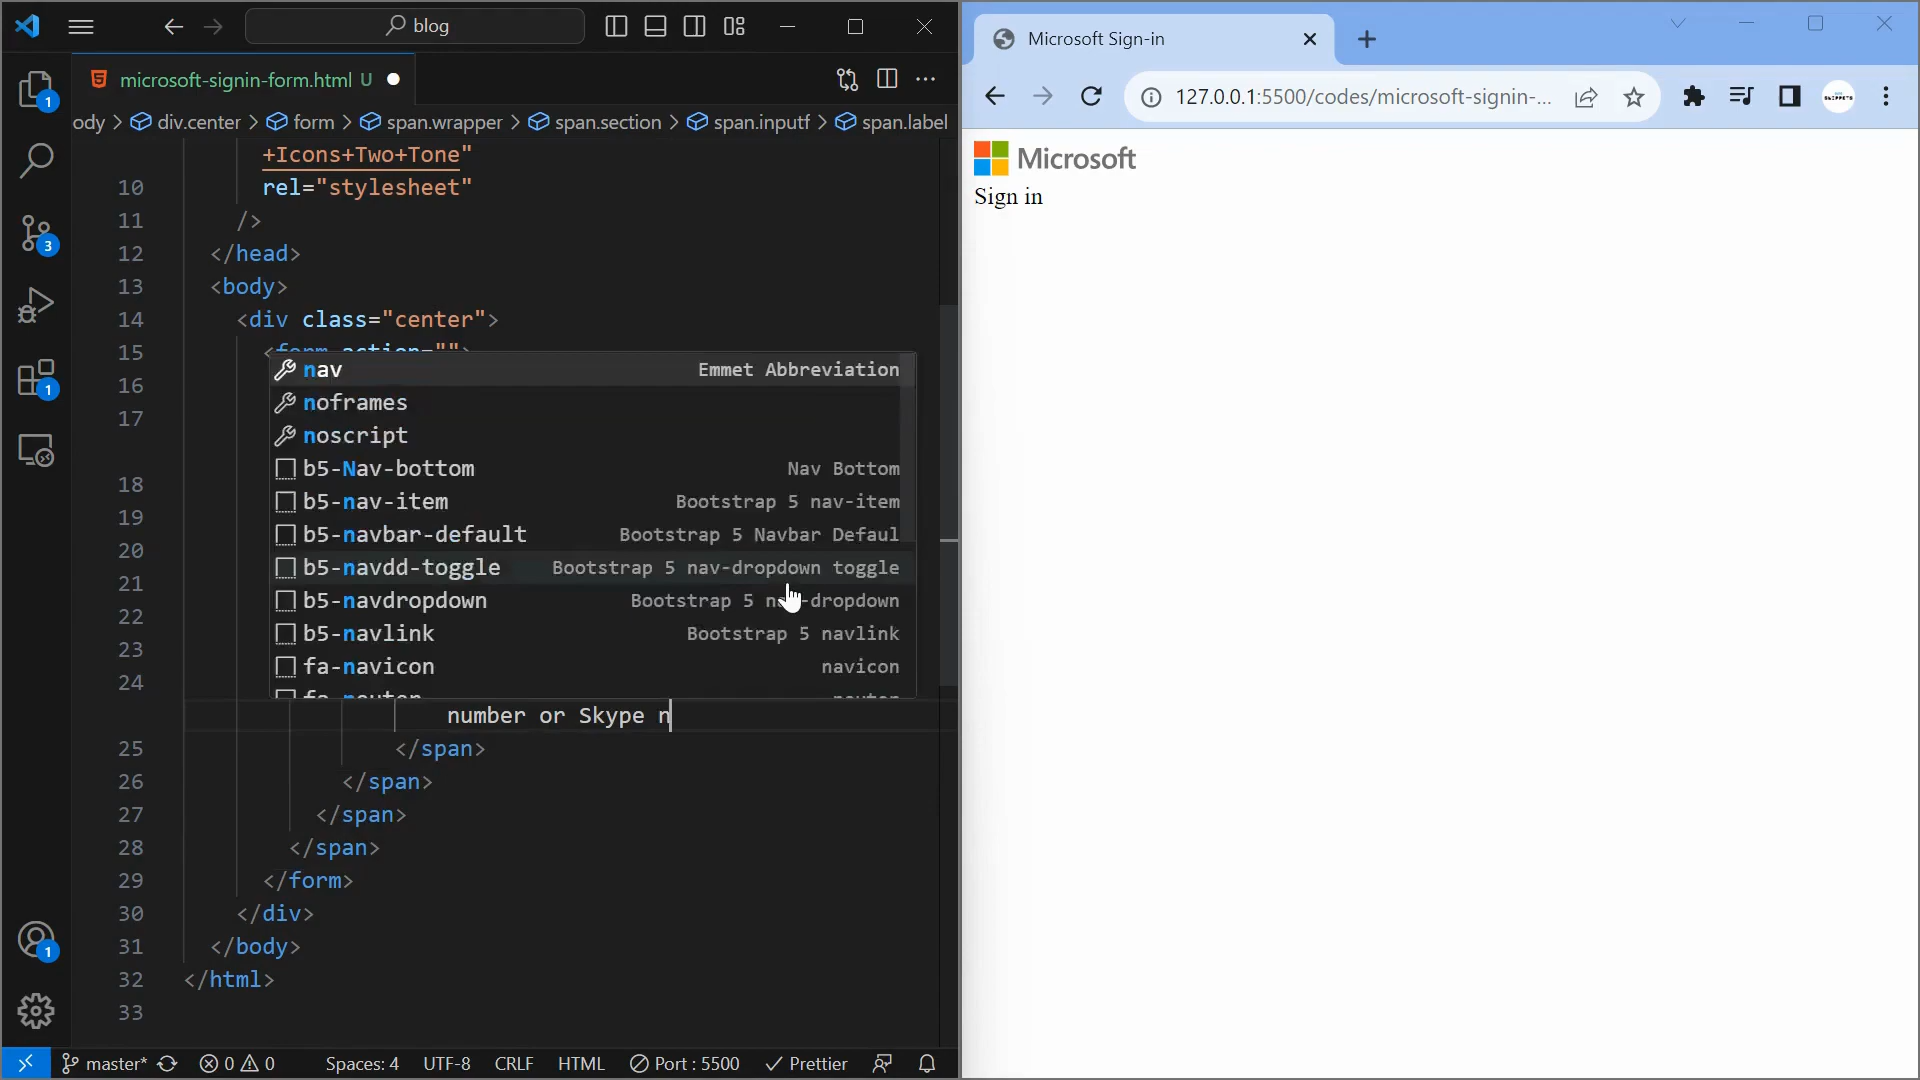 blog
microsoft-signin-form.html U
ody > div.center > form > span.wrapper > span.section > span.inputf > span.label
+Icons+Two+Tone"
10 rel="stylesheet"
11 />
12 </head>
13 <body>
14 <div class="center">
15 <form action="">
16
17
18
19
20
21
22
23
24
nav Emmet Abbreviation
noframes
noscript
b5-Nav-bottom Nav Bottom
b5-nav-item Bootstrap 5 nav-item
b5-navbar-default Bootstrap 5 Navbar Defaul
b5-navdd-toggle Bootstrap 5 nav-dropdown toggle
b5-navdropdown Bootstrap 5 nav-dropdown
b5-navlink Bootstrap 5 navlink
fa-navicon navicon
number or Skype n
25 </span>
26 </span>
27 </span>
28 </span>
29 </form>
30 </div>
31 </body>
32 </html>
33
1
3
1
1
master* 0 0 Spaces: 4 UTF-8 CRLF HTML Port : 5500 Prettier
Microsoft Sign-in
127.0.0.1:5500/codes/microsoft-signin-...
Microsoft
Sign in